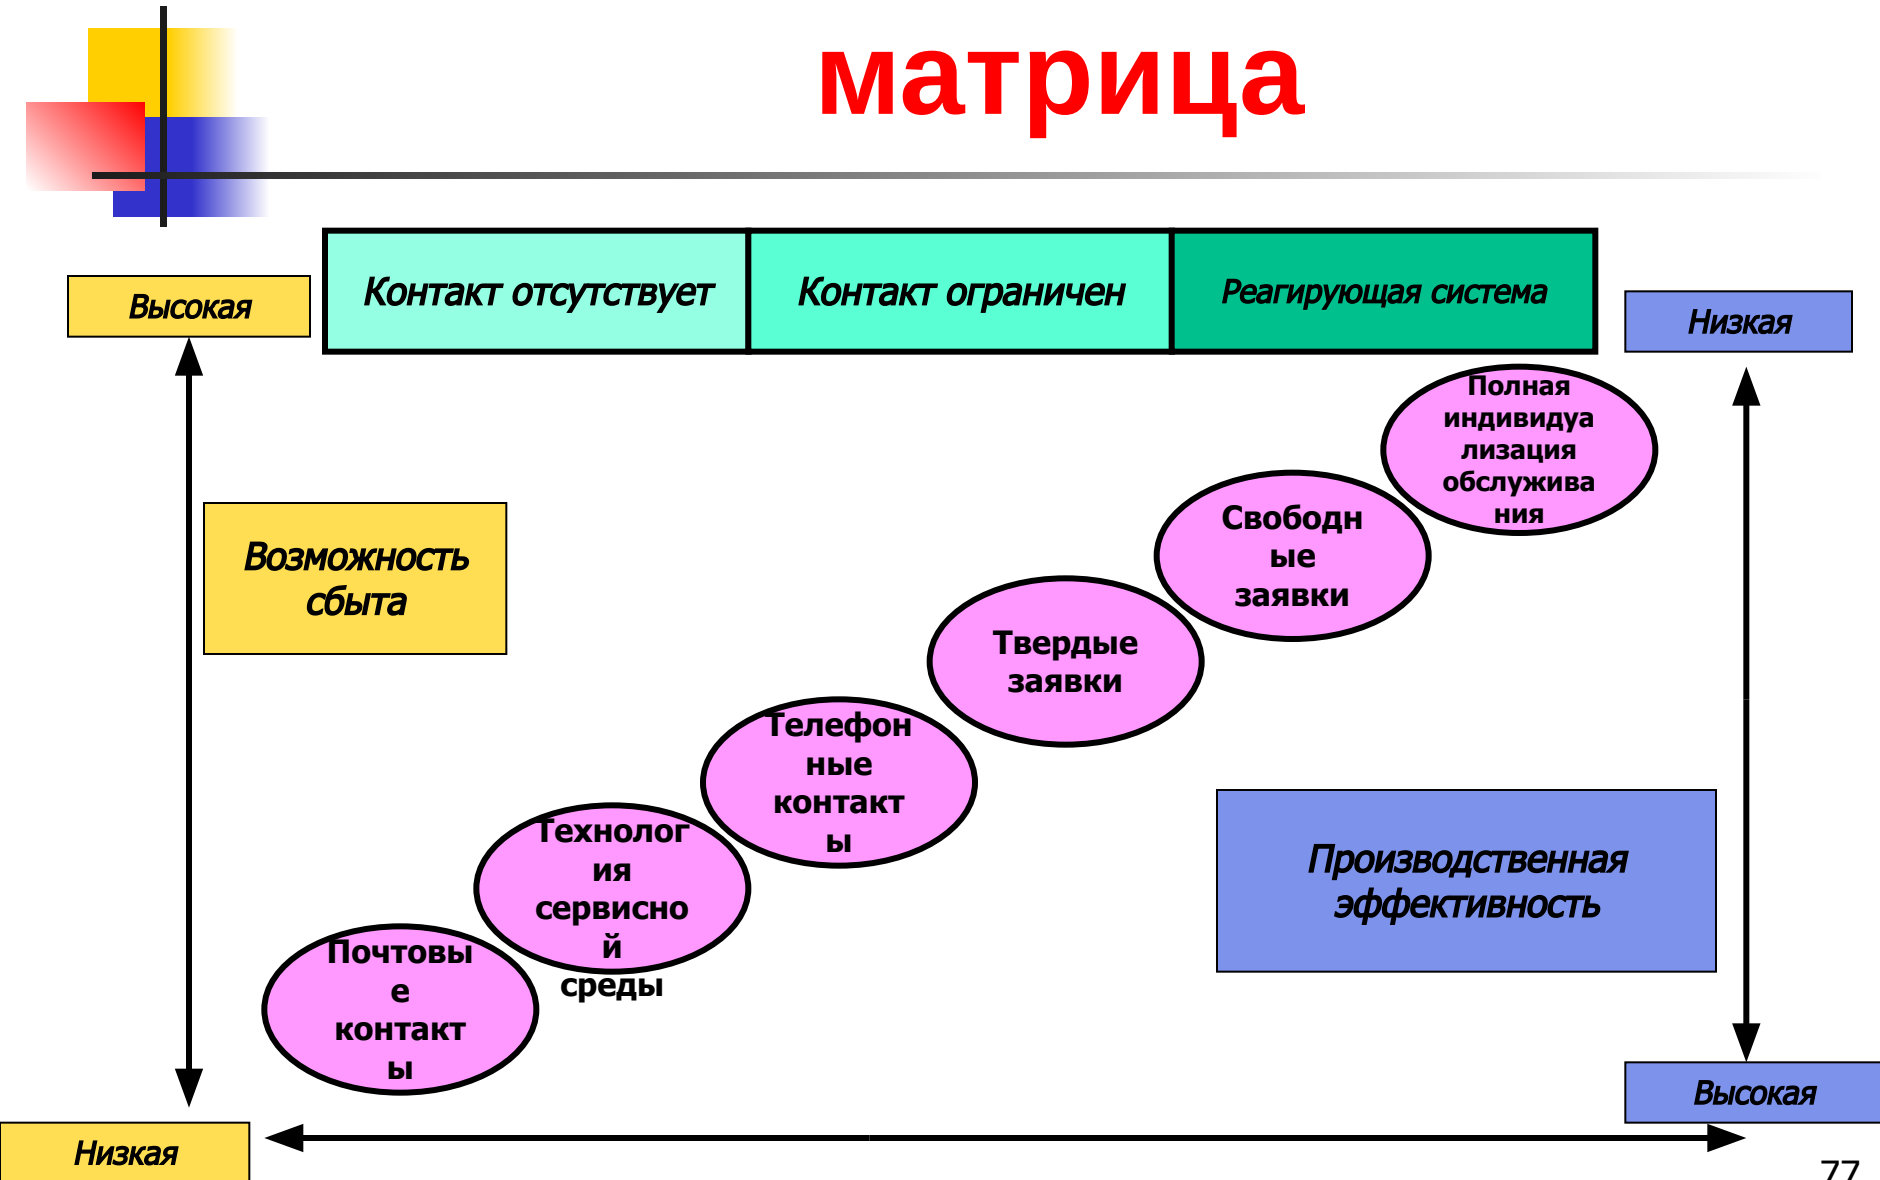 матрица
Контакт отсутствует
Контакт ограничен
Реагирующая система
Высокая
Низкая
Полная
индивидуа
лизация
обслужива
ния
Свободн
ые
заявки
Возможность
сбыта
Твердые
заявки
Телефон
ные
контакт
ы
Технолог
ия
сервисно
й
среды
Производственная
эффективность
Почтовы
е
контакт
ы
Высокая
Низкая
77